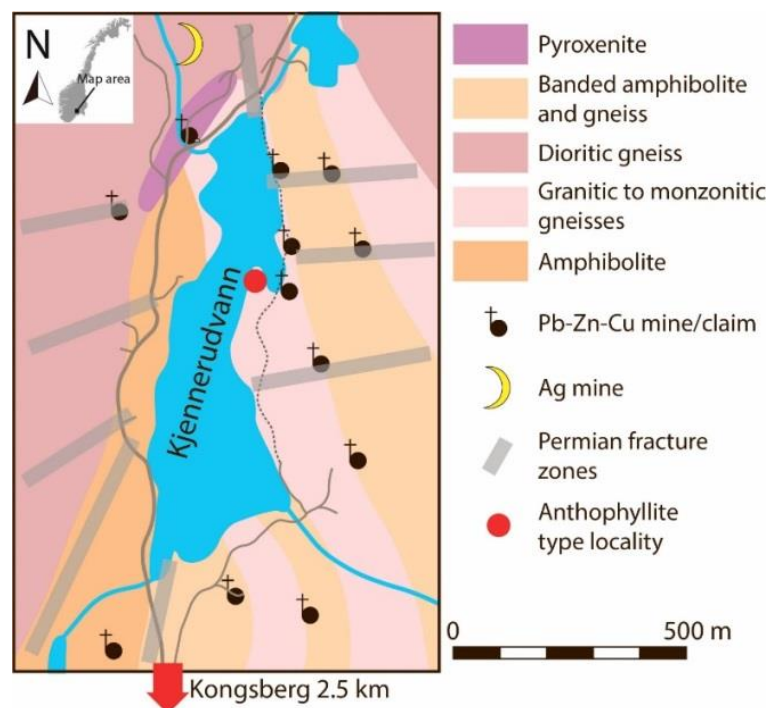 N
Map area
Kjennerudvann
Kongsberg 2.5 km
Pyroxenite
Banded amphibolite
and gneiss
Dioritic gneiss
Granitic to monzonitic
gneisses
Amphibolite
Pb-Zn-Cu mine/claim
Ag mine
Permian fracture
zones
Anthophyllite
type locality
0 500 m